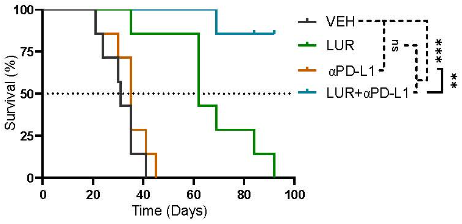 100
75
50
25
0
Survival (%)
0 20 40 60 80 100
Time (Days)
VEH
LUR
αPD-L1
LUR+αPD-L1
ns
***
**